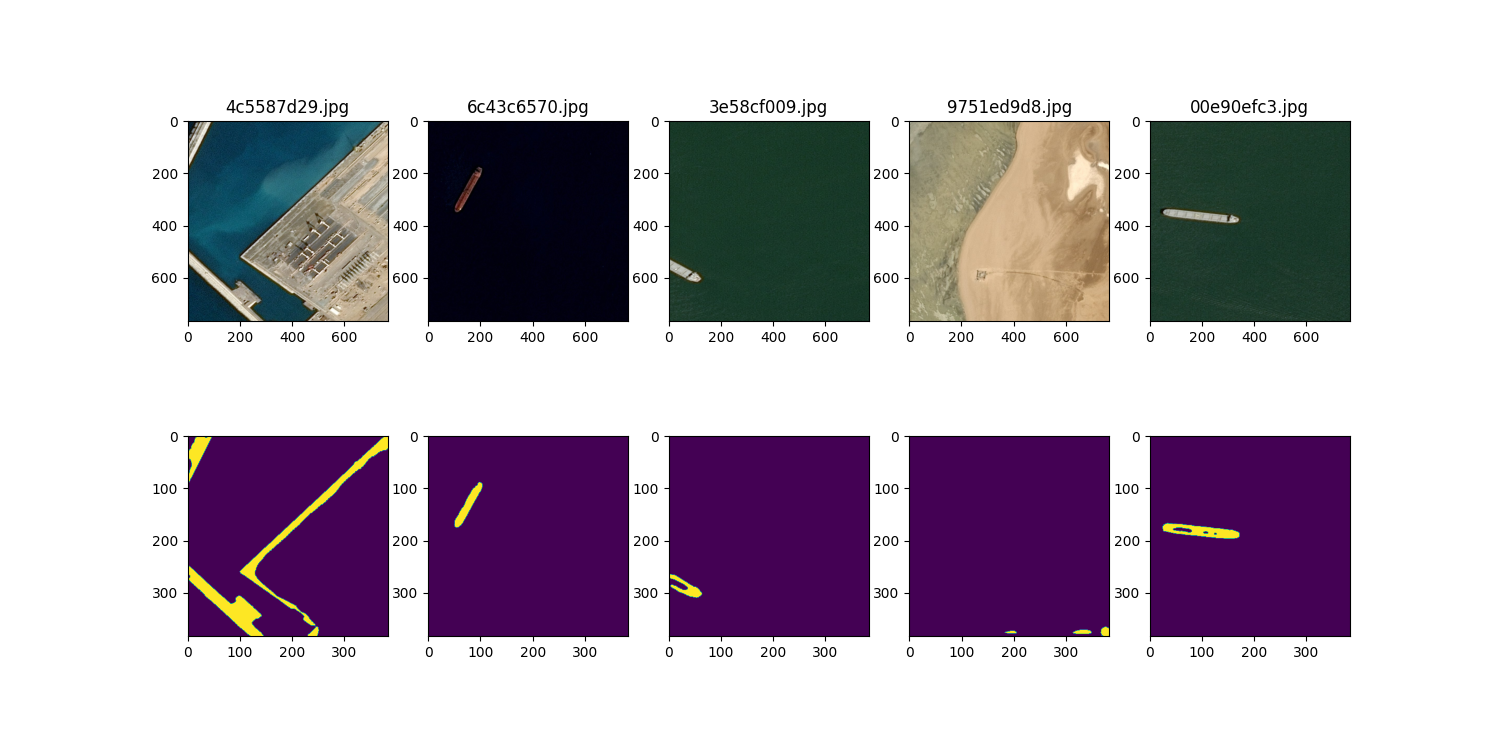 4c5587d29.jpg 6c43c6570.jpg 3e58cf009.jpg 9751ed9d8.jpg 00e90efc3.jpg
0 0 0 0 0
200 200 200 200 200
400 400 400 400 400
600 600 600 600 600
0 200 400 600 0 200 400 600 0 200 400 600 0 200 400 600 0 200 400 600
0 0 0 0 0
100 100 100 100 100
200 200 200 200 200
300 300 300 300 300
0 100 200 300 0 100 200 300 0 100 200 300 0 100 200 300 0 100 200 300